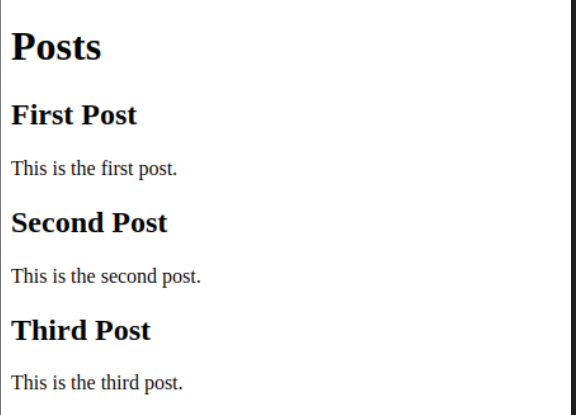 Posts
First Post
This is the first post.
Second Post
This is the second post.
Third Post
This is the third post.